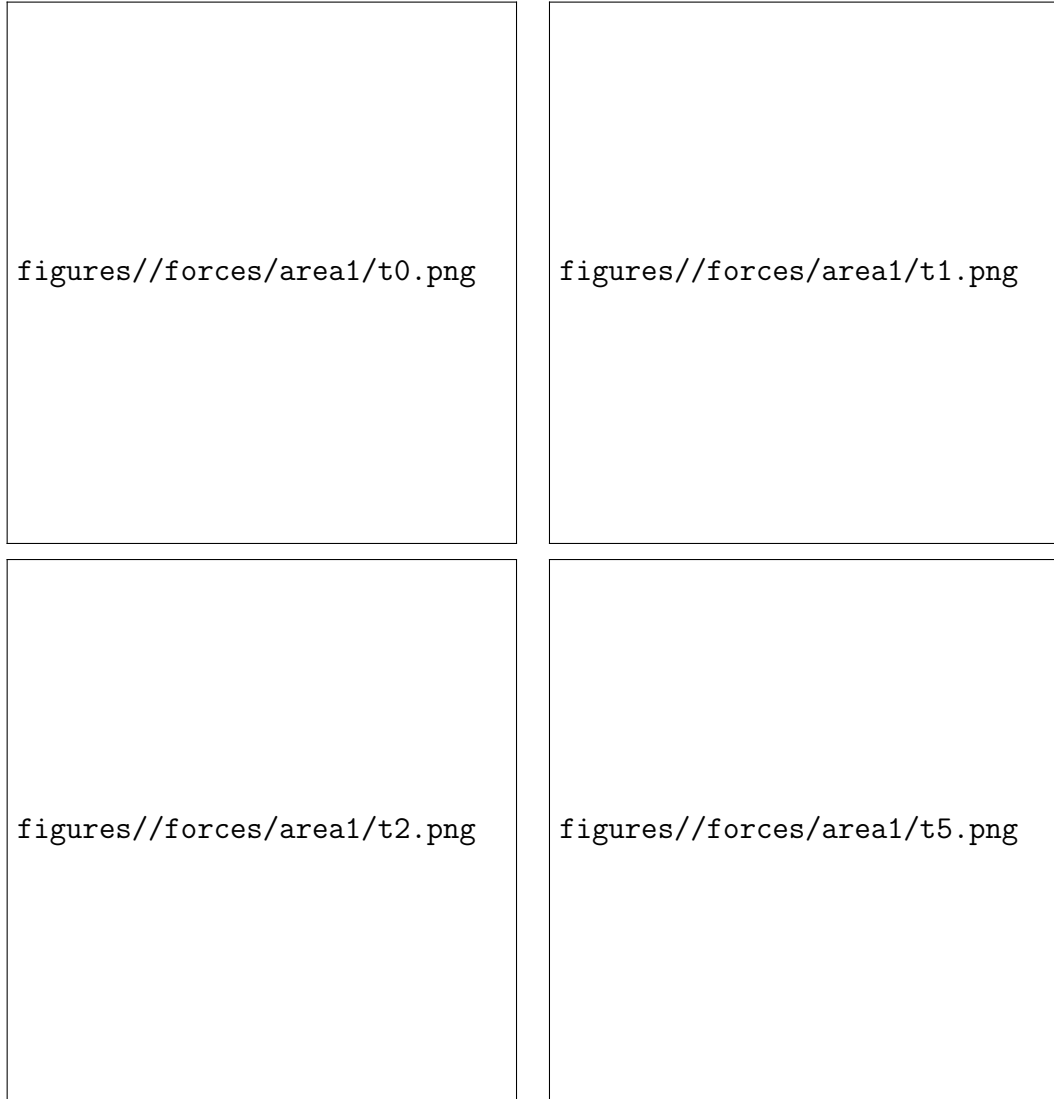 figures//forces/area1/t0.png
figures//forces/area1/t1.png
figures//forces/area1/t2.png
figures//forces/area1/t5.png